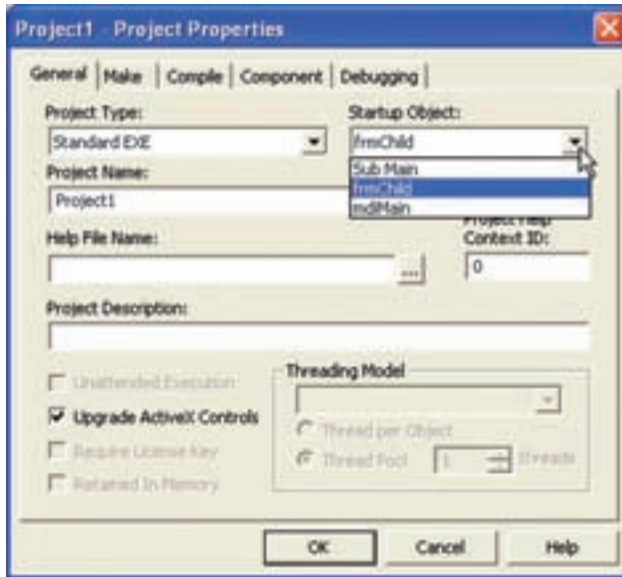 Project1 - Project Properties
General Make Compile Component Debugging
Project Type:
Standard EXE
Startup Object:
frmChild
Sub Main
frmChild
mdiMain
Project Name:
Project1
Help File Name:
...
Project Help
Context ID:
0
Project Description:
Unattended Execution
Upgrade ActiveX Controls
Require License Key
Retained In Memory
Threading Model
Thread per Object
Thread Pool 1 threads
OK Cancel Help